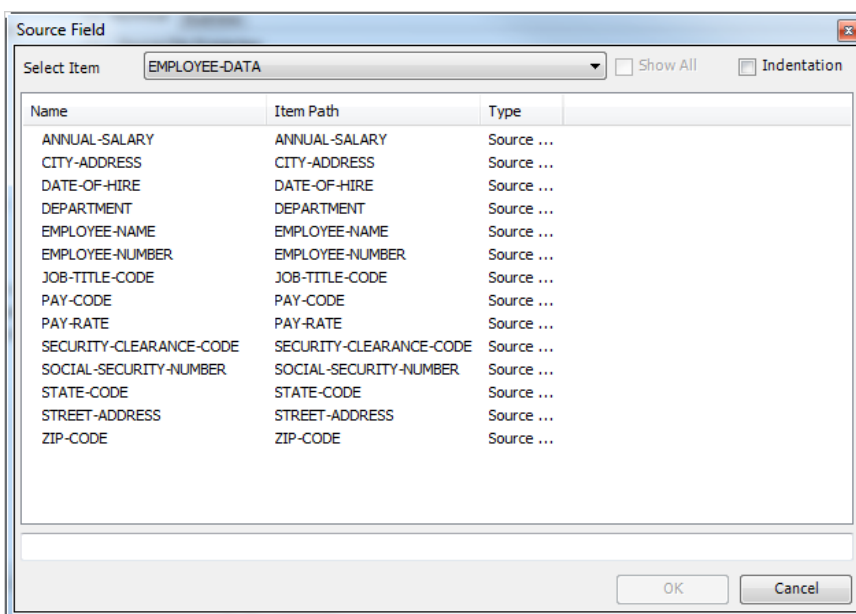 Source Field
Select Item EMPLOYEE-DATA Show All Indentation
Name Item Path Type
ANNUAL-SALARY ANNUAL-SALARY Source ...
CITY-ADDRESS CITY-ADDRESS Source ...
DATE-OF-HIRE DATE-OF-HIRE Source ...
DEPARTMENT DEPARTMENT Source ...
EMPLOYEE-NAME EMPLOYEE-NAME Source ...
EMPLOYEE-NUMBER EMPLOYEE-NUMBER Source ...
JOB-TITLE-CODE JOB-TITLE-CODE Source ...
PAY-CODE PAY-CODE Source ...
PAY-RATE PAY-RATE Source ...
SECURITY-CLEARANCE-CODE SECURITY-CLEARANCE-CODE Source ...
SOCIAL-SECURITY-NUMBER SOCIAL-SECURITY-NUMBER Source ...
STATE-CODE STATE-CODE Source ...
STREET-ADDRESS STREET-ADDRESS Source ...
ZIP-CODE ZIP-CODE Source ...
OK Cancel